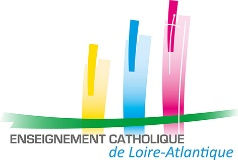 ENSEIGNEMENT CATHOLIQUE
de Loire-Atlantique